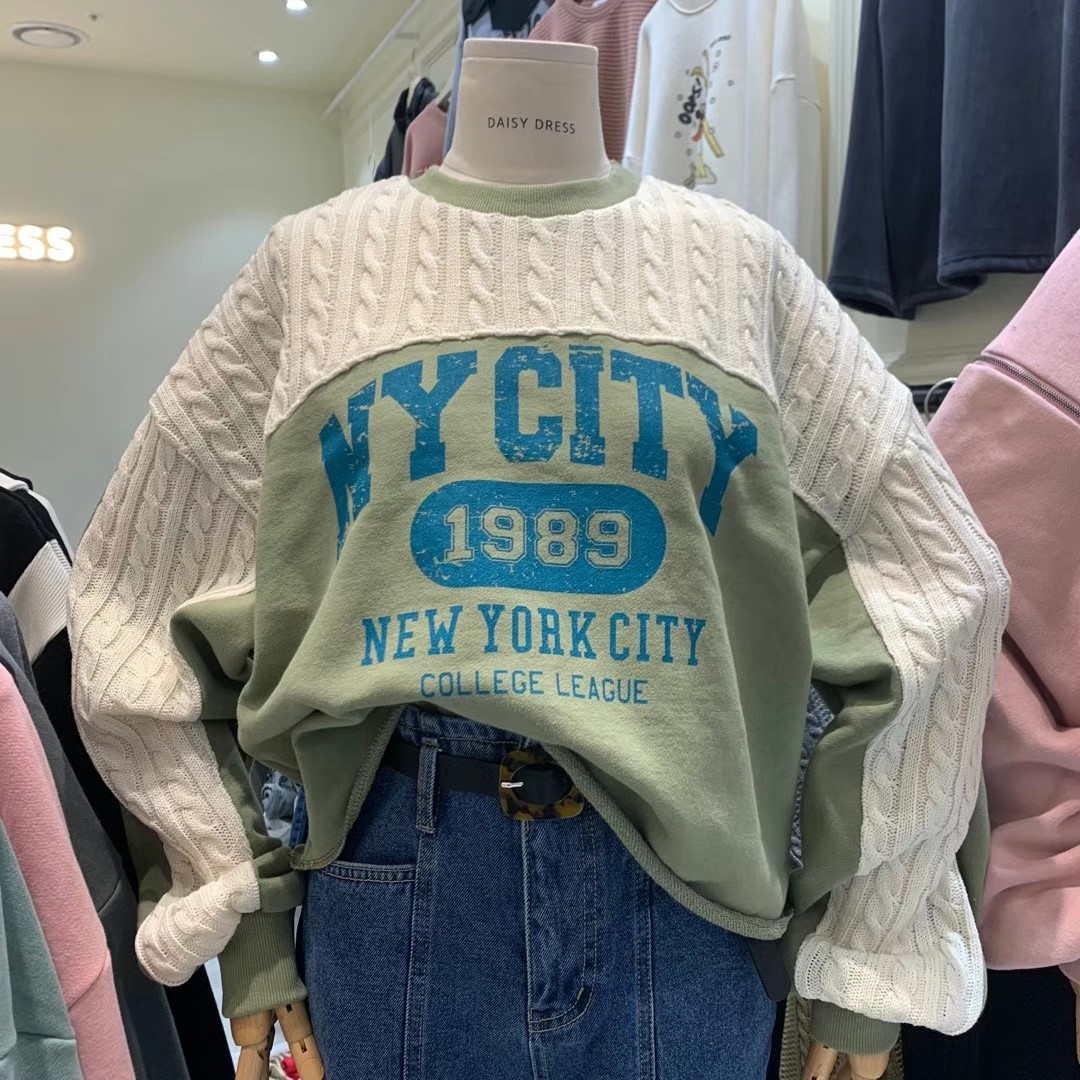 DAISY DRESS
ESS
NY CITY
1989
NEW YORK CITY
COLLEGE LEAGUE